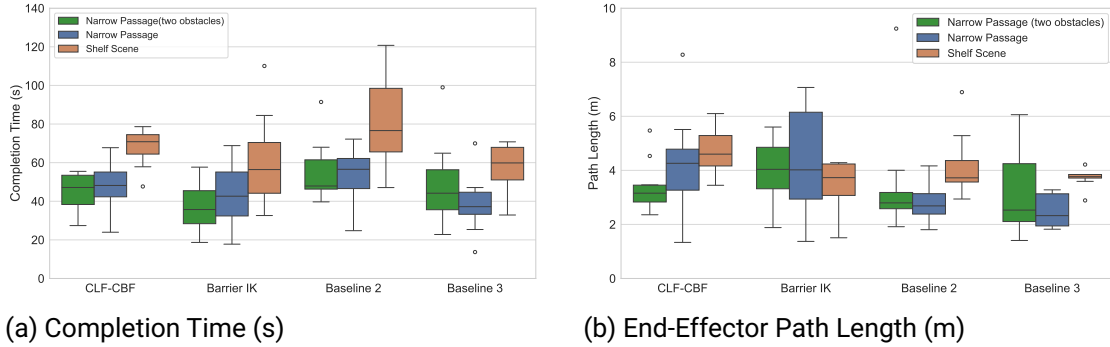 140
120
100
80
60
40
20
0
Completion Time (s)
Narrow Passage(two obstacles)
Narrow Passage
Shelf Scene
CLF-CBF
Barrier IK
Baseline 2
Baseline 3
(a) Completion Time (s)
10
8
6
4
2
0
Path Length (m)
Narrow Passage (two obstacles)
Narrow Passage
Shelf Scene
CLF-CBF
Barrier IK
Baseline 2
Baseline 3
(b) End-Effector Path Length (m)